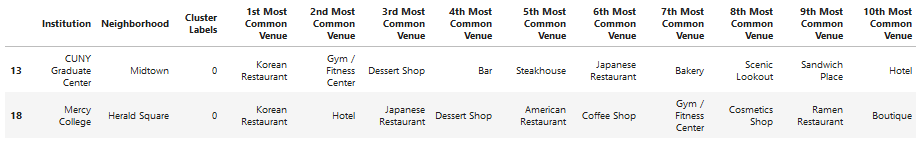 Institution Neighborhood Cluster Labels 1st Most Common Venue 2nd Most Common Venue 3rd Most Common Venue 4th Most Common Venue 5th Most Common Venue 6th Most Common Venue 7th Most Common Venue 8th Most Common Venue 9th Most Common Venue 10th Most Common Venue
13 CUNY Graduate Center Midtown 0 Korean Restaurant Gym / Fitness Center Dessert Shop Bar Steakhouse Japanese Restaurant Bakery Scenic Lookout Sandwich Place Hotel
18 Mercy College Herald Square 0 Korean Restaurant Hotel Japanese Restaurant Dessert Shop American Restaurant Coffee Shop Gym / Fitness Center Cosmetics Shop Ramen Restaurant Boutique